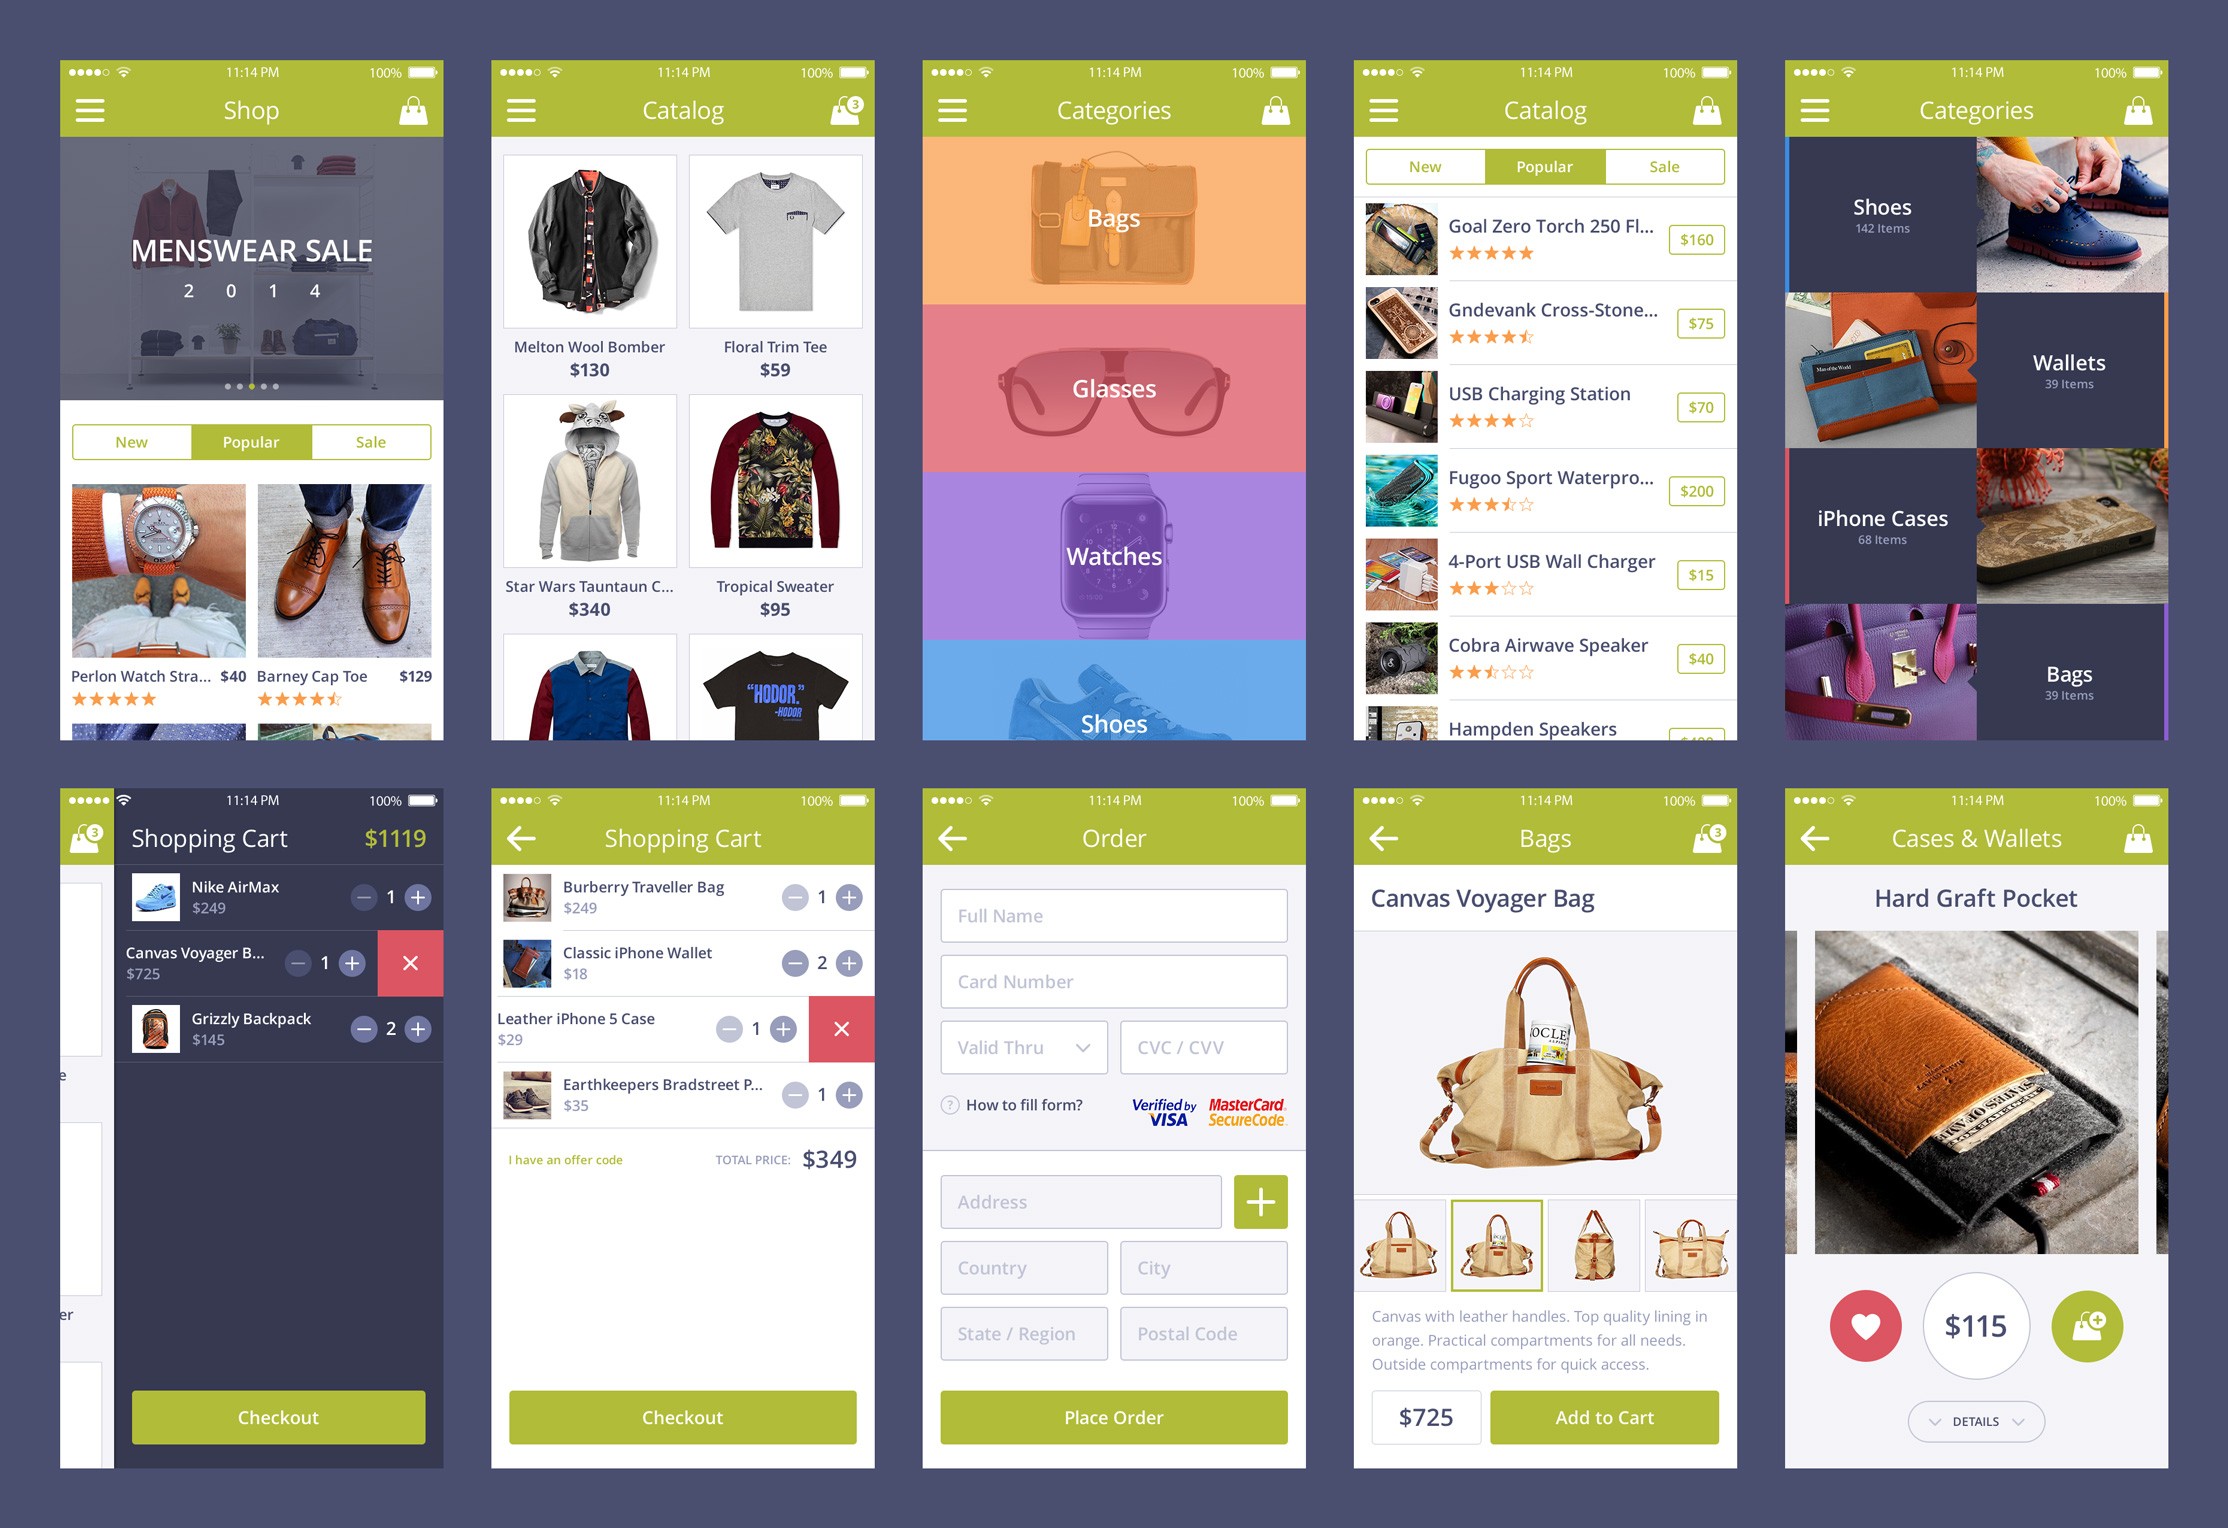 11:14 PM 100%
Shop
MENSWEAR SALE
2 0 1 4
New Popular Sale
Perlon Watch Stra... $40 Barney Cap Toe $129
11:14 PM 100%
Catalog 3
Melton Wool Bomber Floral Trim Tee
$130 $59
Star Wars Tauntaun C... Tropical Sweater
$340 $95
"HODOR."
-HODOR
11:14 PM 100%
Categories
Bags
Glasses
Watches
Shoes
11:14 PM 100%
Catalog
New Popular Sale
Goal Zero Torch 250 Fl...
$160
Gndevank Cross-Stone...
$75
USB Charging Station
$70
Fugoo Sport Waterpro...
$200
4-Port USB Wall Charger
$15
Cobra Airwave Speaker
$40
Hampden Speakers
11:14 PM 100%
Categories
Shoes
142 Items
Man of the World
Wallets
39 Items
iPhone Cases
68 Items
Bags
39 Items
11:14 PM 100%
3 Shopping Cart $1119
Nike AirMax
$249
1
Canvas Voyager B...
$725
1
Grizzly Backpack
$145
2
e
er
Checkout
11:14 PM 100%
Shopping Cart
Burberry Traveller Bag
$249
1
Classic iPhone Wallet
$18
2
Leather iPhone 5 Case
$29
1
Earthkeepers Bradstreet P...
$35
1
I have an offer code TOTAL PRICE: $349
Checkout
11:14 PM 100%
Order
Full Name
Card Number
Valid Thru CVC / CVV
? How to fill form?
Verified by
VISA
MasterCard.
SecureCode.
Address
Country City
State / Region Postal Code
Place Order
11:14 PM 100%
Bags 3
Canvas Voyager Bag
Canvas with leather handles. Top quality lining in
orange. Practical compartments for all needs.
Outside compartments for quick access.
$725 Add to Cart
11:14 PM 100%
Cases & Wallets
Hard Graft Pocket
$115
DETAILS